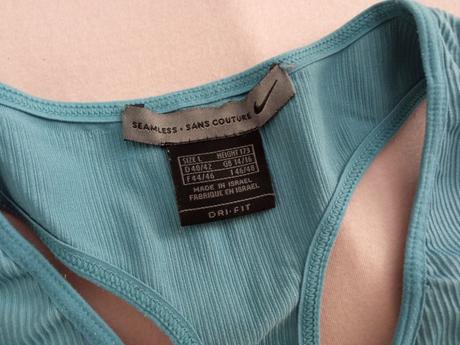 SEAMLESS • SANS COUTURE
SIZE L HEIGHT 173
D 40/42 GB 14/16
F 44/46 I 46/48
MADE IN ISRAEL
FABRIQUE EN ISRAEL
DRI-FIT